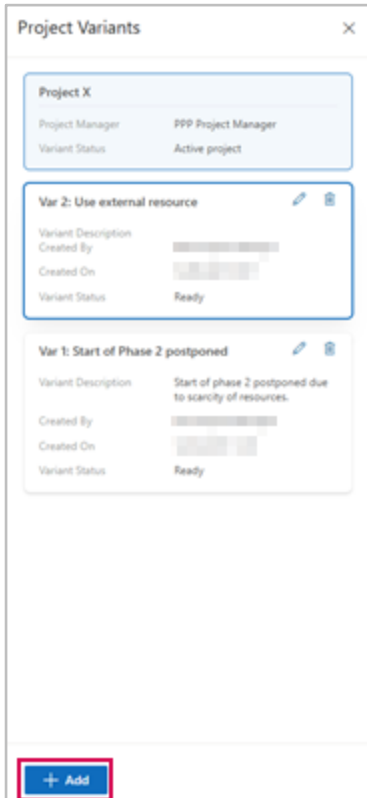 Project Variants
Project X
Project Manager PPP Project Manager
Variant Status Active project
Var 2: Use external resource
Variant Description
Created By
Created On
Variant Status Ready
Var 1: Start of Phase 2 postponed
Variant Description Start of phase 2 postponed due
to scarcity of resources.
Created By
Created On
Variant Status Ready
+ Add